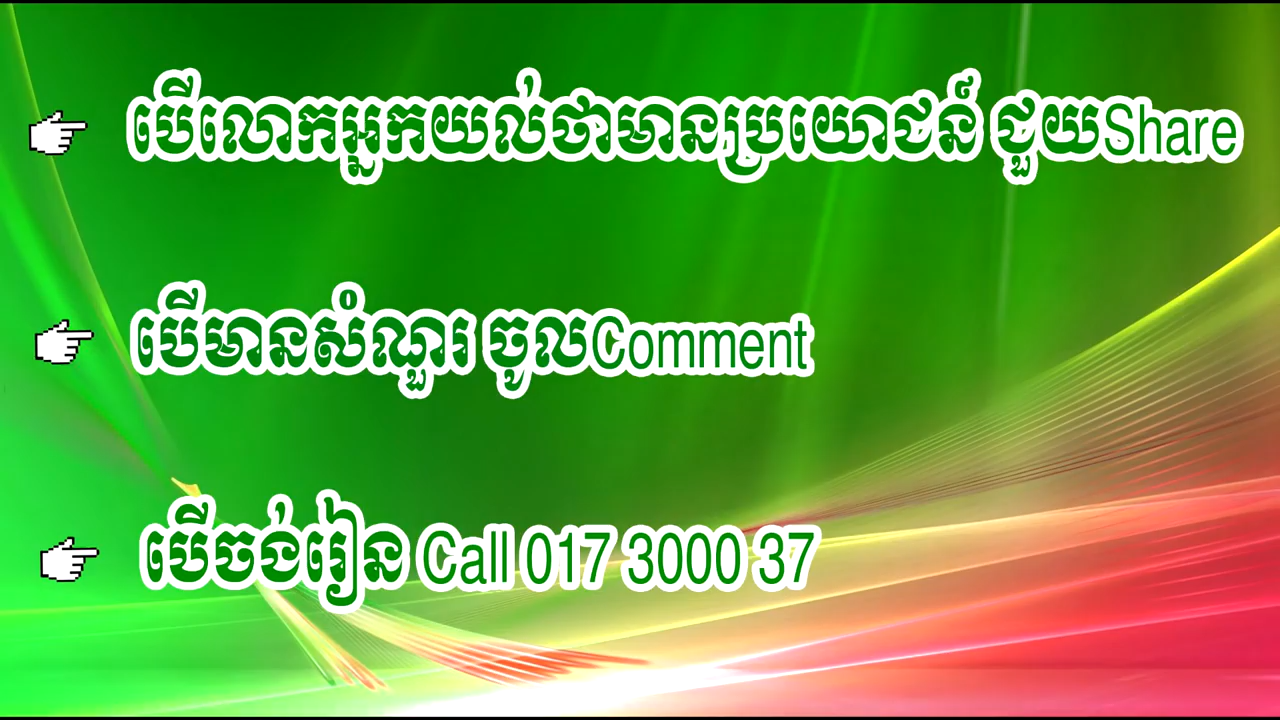 បើលោកអ្នកយល់ថាមានប្រយោជន៍ ជួយShare
បើមានសំណួរ ចូលComment
បើចង់រៀន Call 017 3000 37